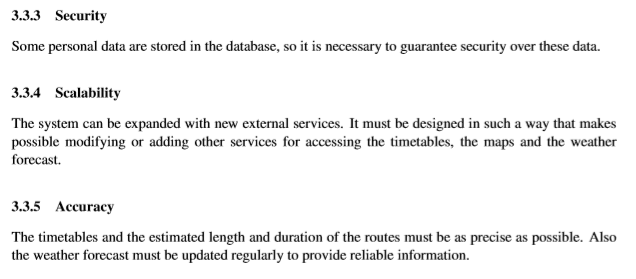 3.3.3 Security
Some personal data are stored in the database, so it is necessary to guarantee security over these data.
3.3.4 Scalability
The system can be expanded with new external services. It must be designed in such a way that makes
possible modifying or adding other services for accessing the timetables, the maps and the weather
forecast.
3.3.5 Accuracy
The timetables and the estimated length and duration of the routes must be as precise as possible. Also
the weather forecast must be updated regularly to provide reliable information.